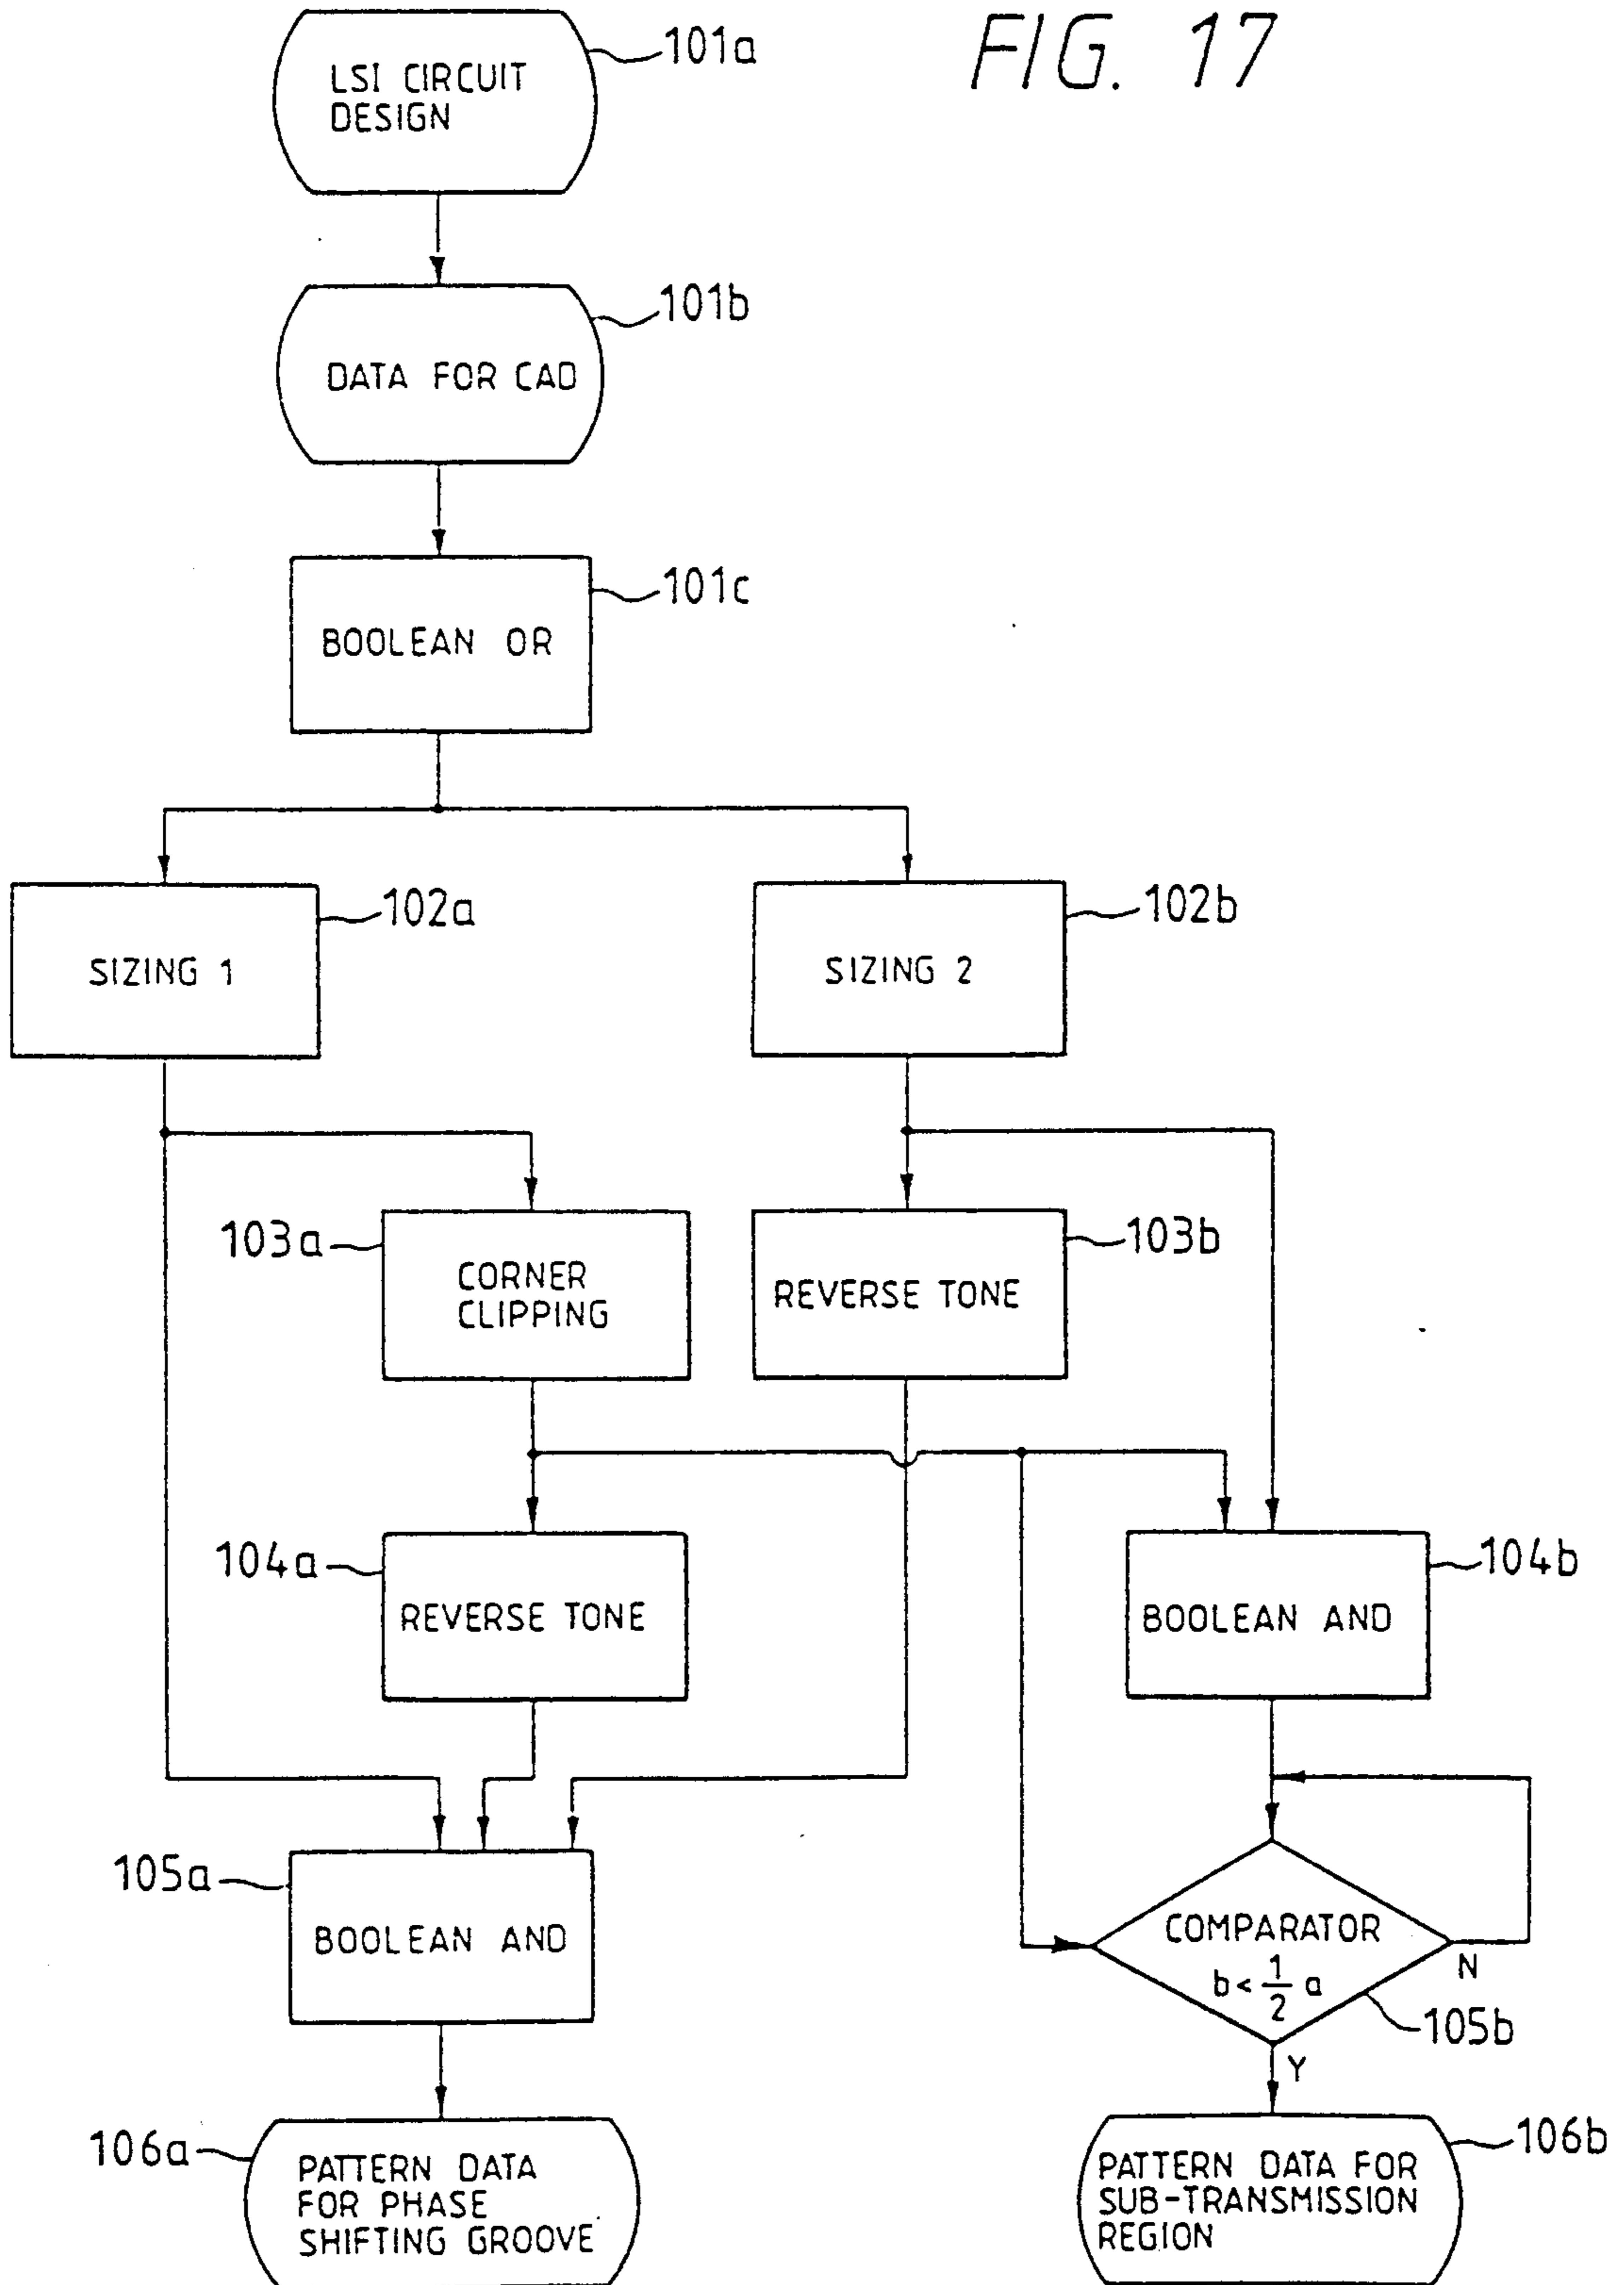 FIG. 17
101a
LSI CIRCUIT
DESIGN
101b
DATA FOR CAD
101c
BOOLEAN OR
102a
SIZING 1
102b
SIZING 2
103a
CORNER
CLIPPING
103b
REVERSE TONE
104a
REVERSE TONE
104b
BOOLEAN AND
105a
BOOLEAN AND
COMPARATOR
b < 1/2 a
N
105b
Y
106a
PATTERN DATA
FOR PHASE
SHIFTING GROOVE
106b
PATTERN DATA FOR
SUB-TRANSMISSION
REGION